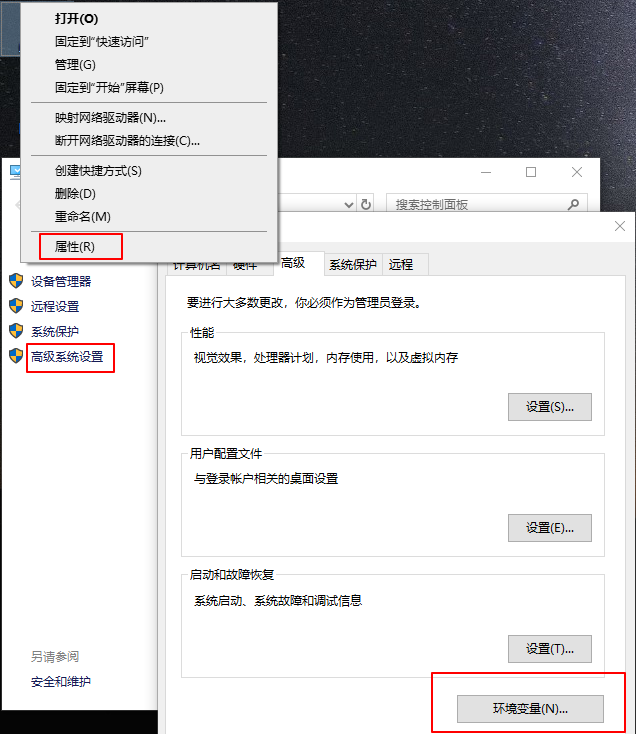 打开(O)
固定到"快速访问"
管理(G)
固定到"开始"屏幕(P)
映射网络驱动器(N)...
断开网络驱动器的连接(C)...
创建快捷方式(S)
删除(D)
重命名(M)
属性(R)
搜索控制面板
设备管理器
远程设置
系统保护
高级系统设置
另请参阅
安全和维护
计算机名 硬件 高级 系统保护 远程
要进行大多数更改，你必须作为管理员登录。
性能
视觉效果，处理器计划，内存使用，以及虚拟内存
设置(S)...
用户配置文件
与登录帐户相关的桌面设置
设置(E)...
启动和故障恢复
系统启动、系统故障和调试信息
设置(T)...
环境变量(N)...